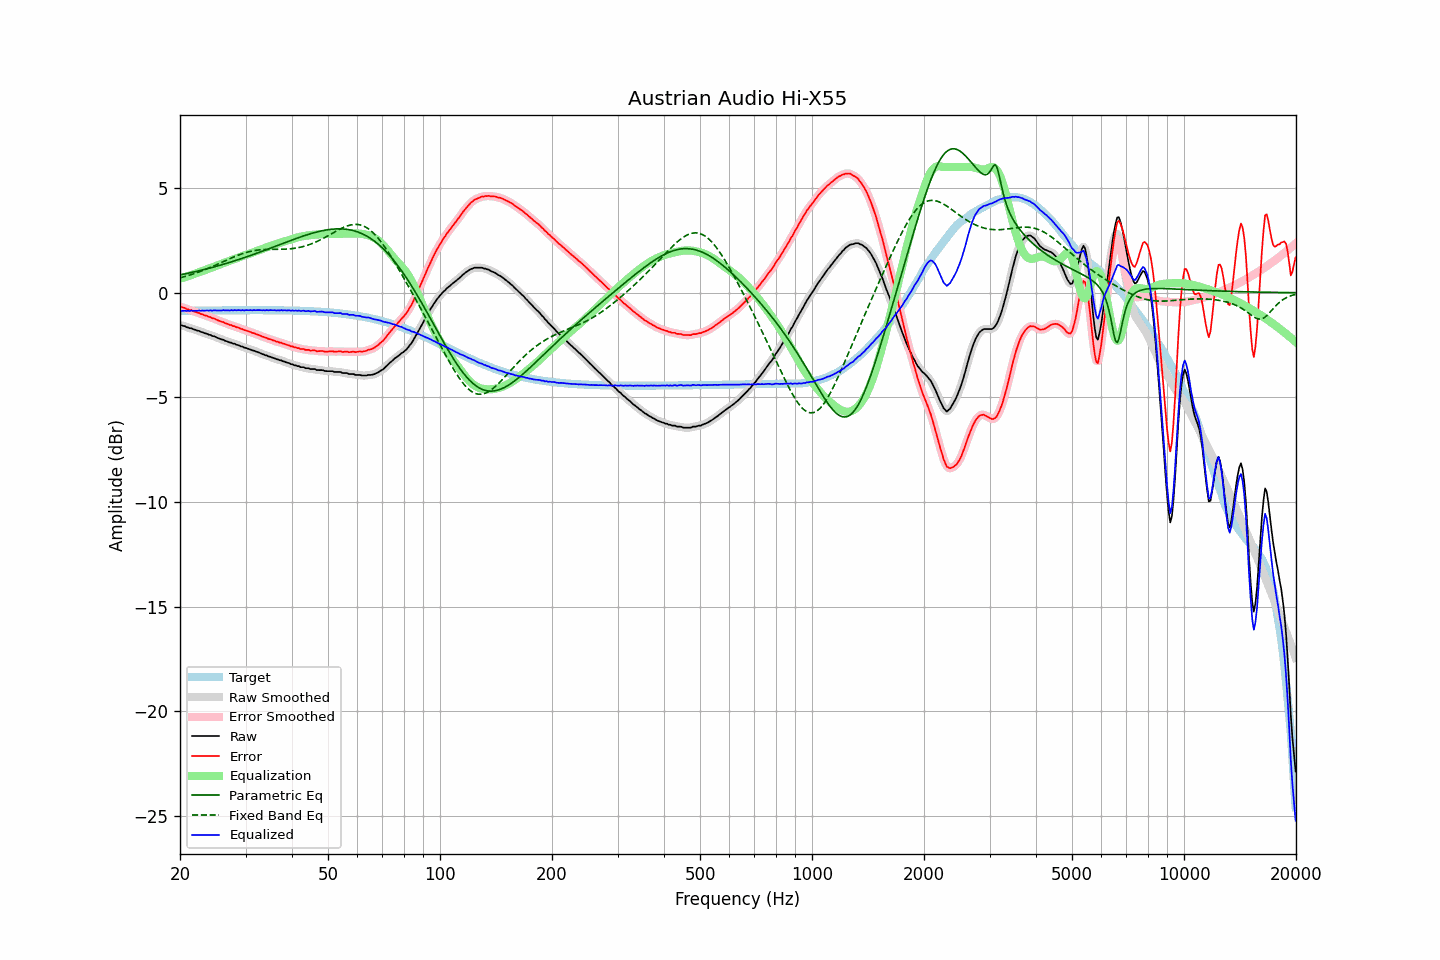 Austrian Audio Hi-X55
Amplitude (dBr)
5
0
−5
−10
−15
−20
−25
Target
Raw Smoothed
Error Smoothed
Raw
Error
Equalization
Parametric Eq
Fixed Band Eq
Equalized
20 50 100 200 500 1000 2000 5000 10000 20000
Frequency (Hz)